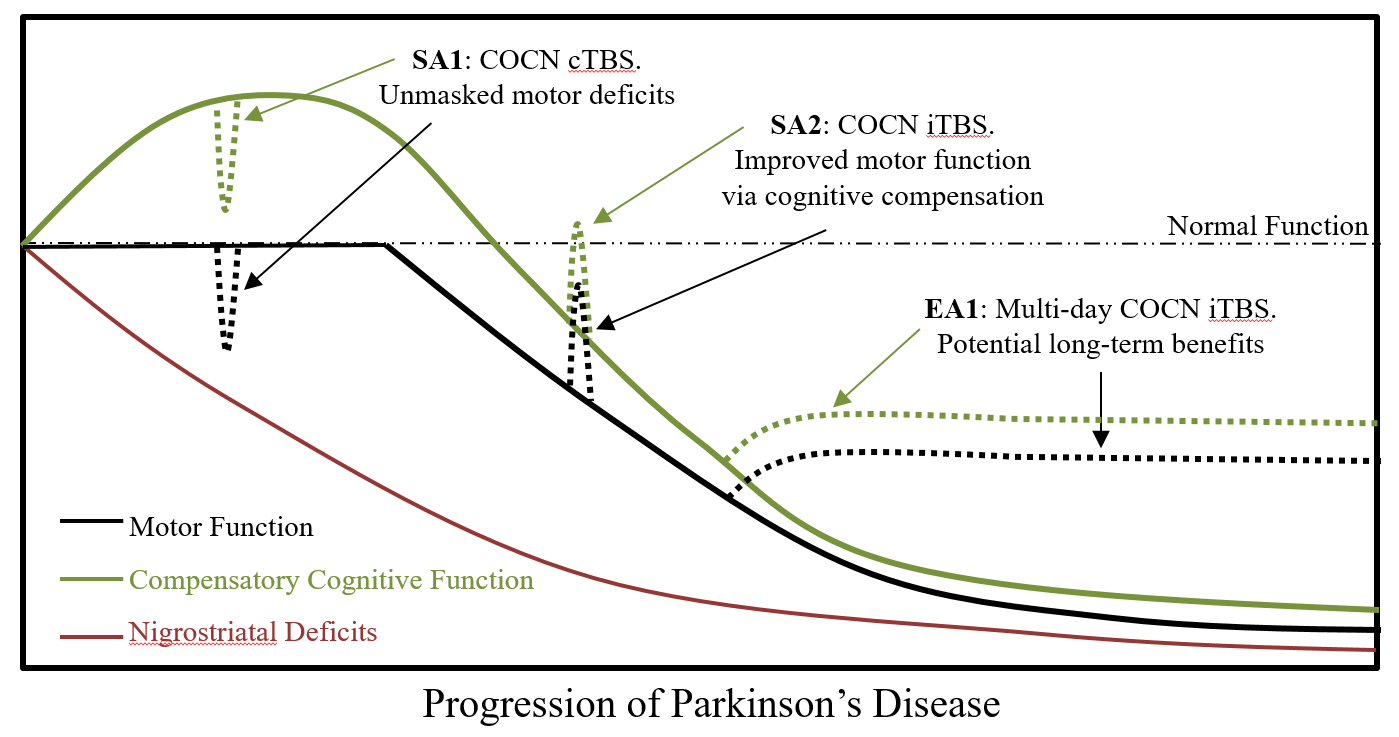 SA1: COCN cTBS.
Unmasked motor deficits
SA2: COCN iTBS.
Improved motor function
via cognitive compensation
Normal Function
EA1: Multi-day COCN iTBS.
Potential long-term benefits
Motor Function
Compensatory Cognitive Function
Nigrostriatal Deficits
Progression of Parkinson’s Disease